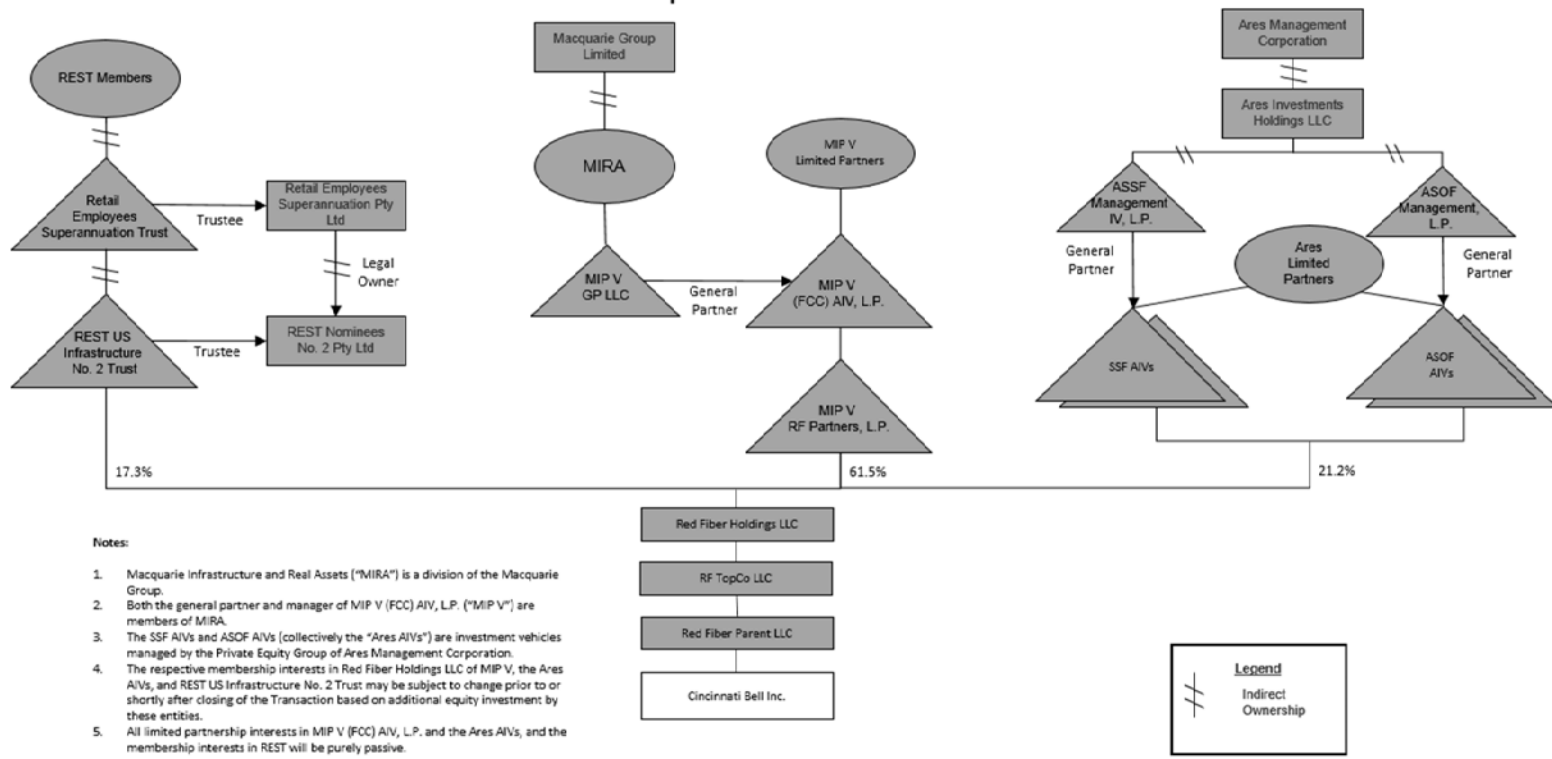 REST Members
Retail
Employees
Superannuation Trust
Trustee
Retail Employees
Superannuation Pty
Ltd
Legal
Owner
REST US
Infrastructure
No. 2 Trust
Trustee
REST Nominees
No. 2 Pty Ltd
17.3%
Macquarie Group
Limited
MIRA
MIP V
GP LLC
General
Partner
MIP V
Limited Partners
MIP V
(FCC) AIV, L.P.
MIP V
RF Partners, L.P.
61.5%
Ares Management
Corporation
Ares Investments
Holdings LLC
ASSF
Management
IV, L.P.
ASOF
Management,
L.P.
General
Partner
Ares
Limited
Partners
General
Partner
SSF AIVs
ASOF
AIVs
21.2%
Red Fiber Holdings LLC
RF TopCo LLC
Red Fiber Parent LLC
Cincinnati Bell Inc.
Notes:
1. Macquarie Infrastructure and Real Assets ("MIRA") is a division of the Macquarie
Group.
2. Both the general partner and manager of MIP V (FCC) AIV, L.P. ("MIP V") are
members of MIRA.
3. The SSF AIVs and ASOF AIVs (collectively the "Ares AIVs") are investment vehicles
managed by the Private Equity Group of Ares Management Corporation.
4. The respective membership interests in Red Fiber Holdings LLC of MIP V, the Ares
AIVs, and REST US Infrastructure No. 2 Trust may be subject to change prior to or
shortly after closing of the Transaction based on additional equity investment by
these entities.
5. All limited partnership interests in MIP V (FCC) AIV, L.P. and the Ares AIVs, and the
membership interests in REST will be purely passive.
Legend
Indirect
Ownership